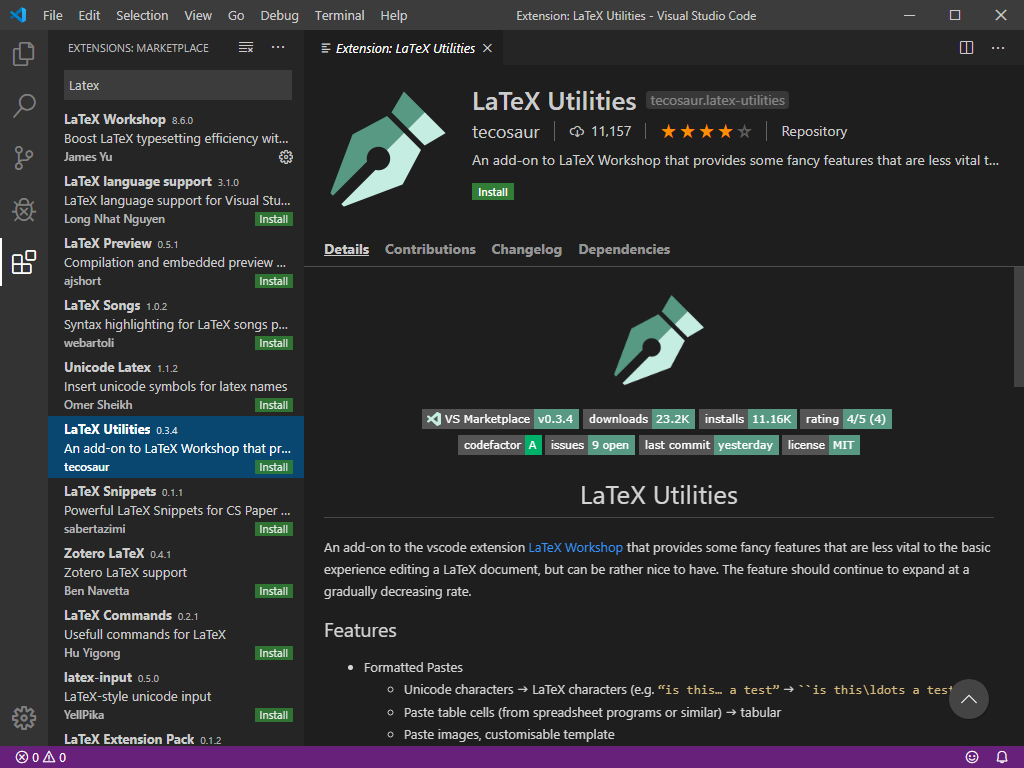 File Edit Selection View Go Debug Terminal Help Extension: LaTeX Utilities - Visual Studio Code
EXTENSIONS: MARKETPLACE
Latex
LaTeX Workshop 8.6.0
Boost LaTeX typesetting efficiency wit...
James Yu
LaTeX language support 3.1.0
LaTeX language support for Visual Stu...
Long Nhat Nguyen Install
LaTeX Preview 0.5.1
Compilation and embedded preview ...
ajshort Install
LaTeX Songs 1.0.2
Syntax highlighting for LaTeX songs p...
webartoli Install
Unicode Latex 1.1.2
Insert unicode symbols for latex names
Omer Sheikh Install
LaTeX Utilities 0.3.4
An add-on to LaTeX Workshop that pr...
tecosaur Install
LaTeX Snippets 0.1.1
Powerful LaTeX Snippets for CS Paper ...
sabertazimi Install
Zotero LaTeX 0.4.1
Zotero LaTeX support
Ben Navetta Install
LaTeX Commands 0.2.1
Usefull commands for LaTeX
Hu Yigong Install
latex-input 0.5.0
LaTeX-style unicode input
YellPika Install
LaTeX Extension Pack 0.1.2
Extension: LaTeX Utilities
LaTeX Utilities tecosaur.latex-utilities
tecosaur 11,157 Repository
An add-on to LaTeX Workshop that provides some fancy features that are less vital t...
Install
Details Contributions Changelog Dependencies
VS Marketplace v0.3.4 downloads 23.2K installs 11.16K rating 4/5 (4)
codefactor A issues 9 open last commit yesterday license MIT
LaTeX Utilities
An add-on to the vscode extension LaTeX Workshop that provides some fancy features that are less vital to the basic
experience editing a LaTeX document, but can be rather nice to have. The feature should continue to expand at a
gradually decreasing rate.
Features
• Formatted Pastes
◦ Unicode characters → LaTeX characters (e.g. “is this… a test” → ``is this\ldots a test
◦ Paste table cells (from spreadsheet programs or similar) → tabular
◦ Paste images, customisable template
0 0